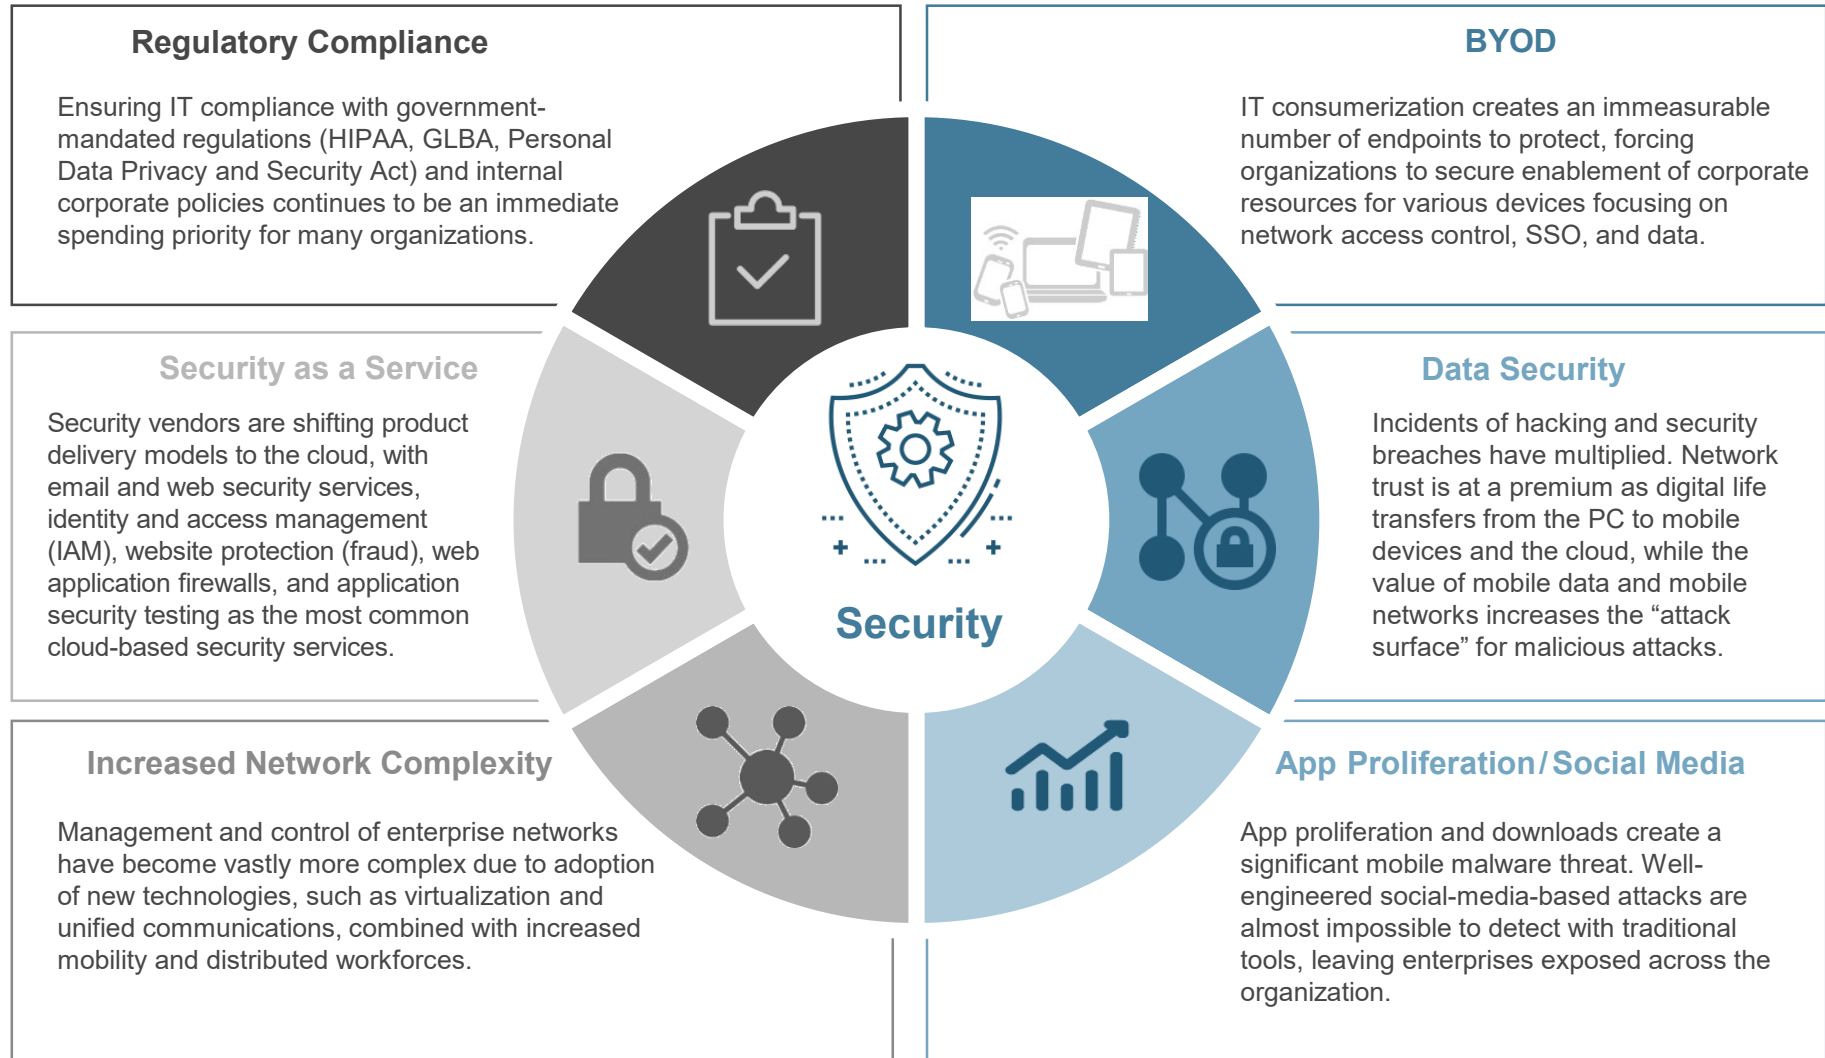 Regulatory Compliance
Ensuring IT compliance with government-
mandated regulations (HIPAA, GLBA, Personal
Data Privacy and Security Act) and internal
corporate policies continues to be an immediate
spending priority for many organizations.
BYOD
IT consumerization creates an immeasurable
number of endpoints to protect, forcing
organizations to secure enablement of corporate
resources for various devices focusing on
network access control, SSO, and data.
Security as a Service
Security vendors are shifting product
delivery models to the cloud, with
email and web security services,
identity and access management
(IAM), website protection (fraud), web
application firewalls, and application
security testing as the most common
cloud-based security services.
Security
Data Security
Incidents of hacking and security
breaches have multiplied. Network
trust is at a premium as digital life
transfers from the PC to mobile
devices and the cloud, while the
value of mobile data and mobile
networks increases the “attack
surface” for malicious attacks.
Increased Network Complexity
Management and control of enterprise networks
have become vastly more complex due to adoption
of new technologies, such as virtualization and
unified communications, combined with increased
mobility and distributed workforces.
App Proliferation/Social Media
App proliferation and downloads create a
significant mobile malware threat. Well-
engineered social-media-based attacks are
almost impossible to detect with traditional
tools, leaving enterprises exposed across the
organization.